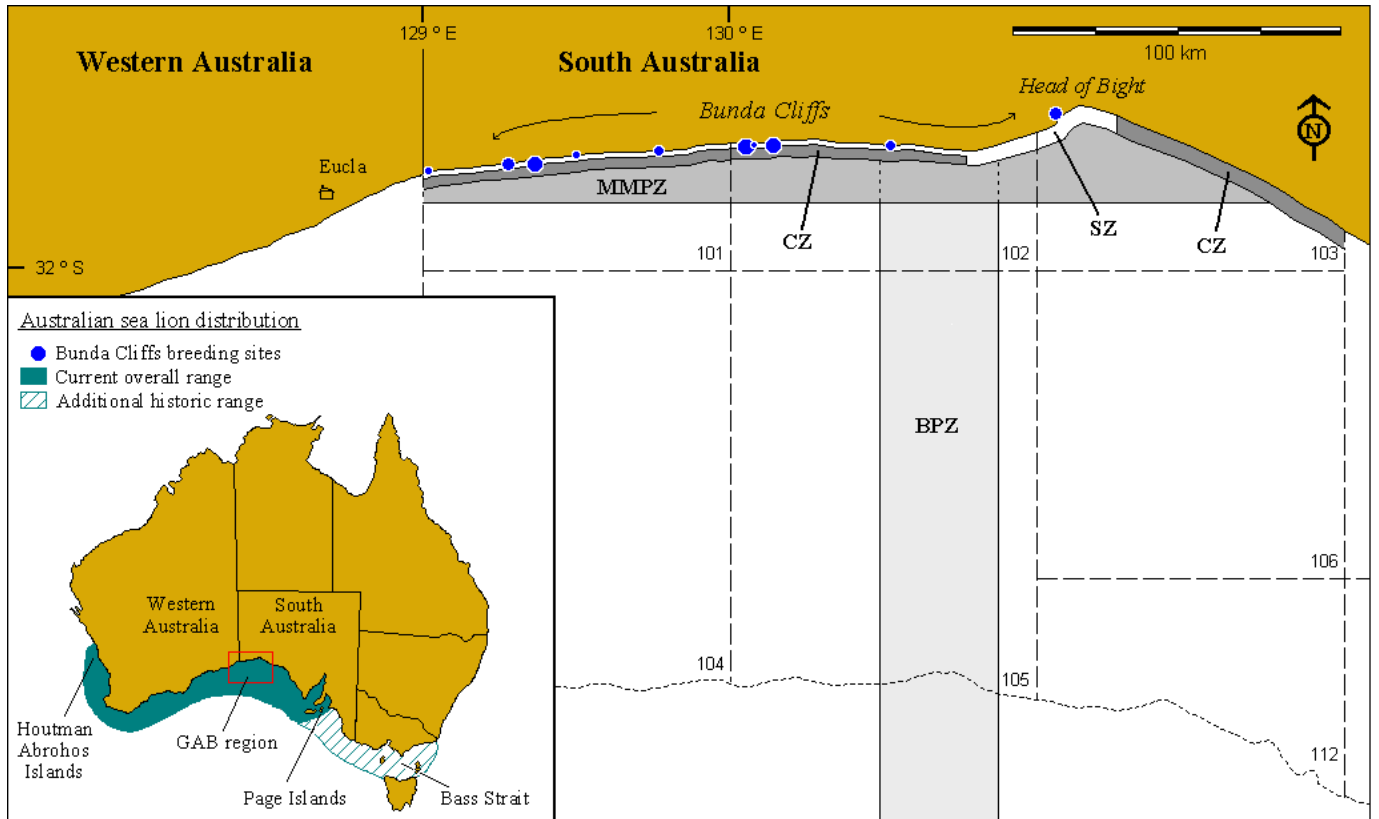 129 ° E
130 ° E
100 km
Western Australia
South Australia
Head of Bight
Bunda Cliffs
N
Eucla
MMPZ
CZ
SZ
CZ
32 ° S
101
102
103
BPZ
106
104
105
112
Australian sea lion distribution
Bunda Cliffs breeding sites
Current overall range
Additional historic range
Western
Australia
South
Australia
Houtman
Abrohos
Islands
GAB region
Page Islands
Bass Strait